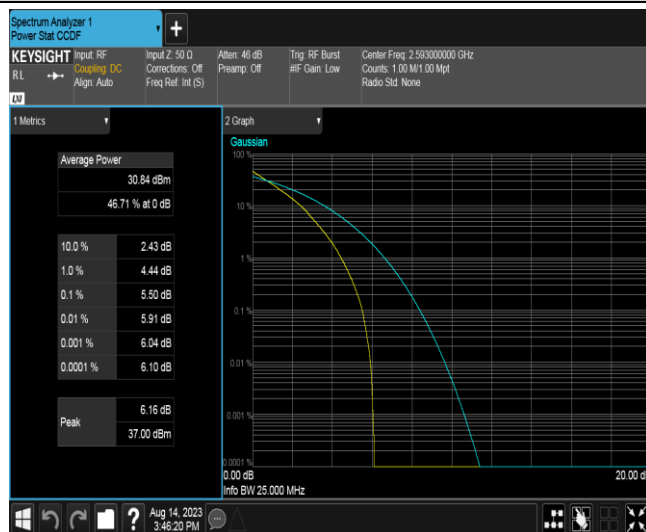 Spectrum Analyzer 1
Power Stat CCDF
+
KEYSIGHT
RL
LXI
Input: RF
Coupling: DC
Align: Auto
Input Z: 50 Ω
Corrections: Off
Freq Ref: Int (S)
Atten: 46 dB
Preamp: Off
Trig: RF Burst
#IF Gain: Low
Center Freq: 2.593000000 GHz
Counts: 1.00 M/1.00 Mpt
Radio Std: None
1 Metrics
Average Power
30.84 dBm
46.71 % at 0 dB
10.0 % 2.43 dB
1.0 % 4.44 dB
0.1 % 5.50 dB
0.01 % 5.91 dB
0.001 % 6.04 dB
0.0001 % 6.10 dB
Peak
6.16 dB
37.00 dBm
2 Graph
Gaussian
100 %
10 %
1 %
0.1 %
0.01 %
0.001 %
0.0001 %
0.00 dB
20.00
Info BW 25.000 MHz
?
Aug 14, 2023
3:46:20 PM